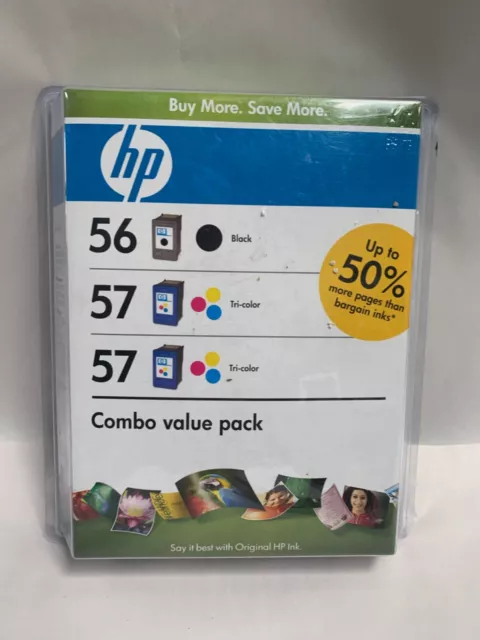 Buy More. Save More.
hp
56 Black
57 Tri-color
57 Tri-color
Up to
50%
more pages than
bargain inks*
Combo value pack
Say it best with Original HP Ink.